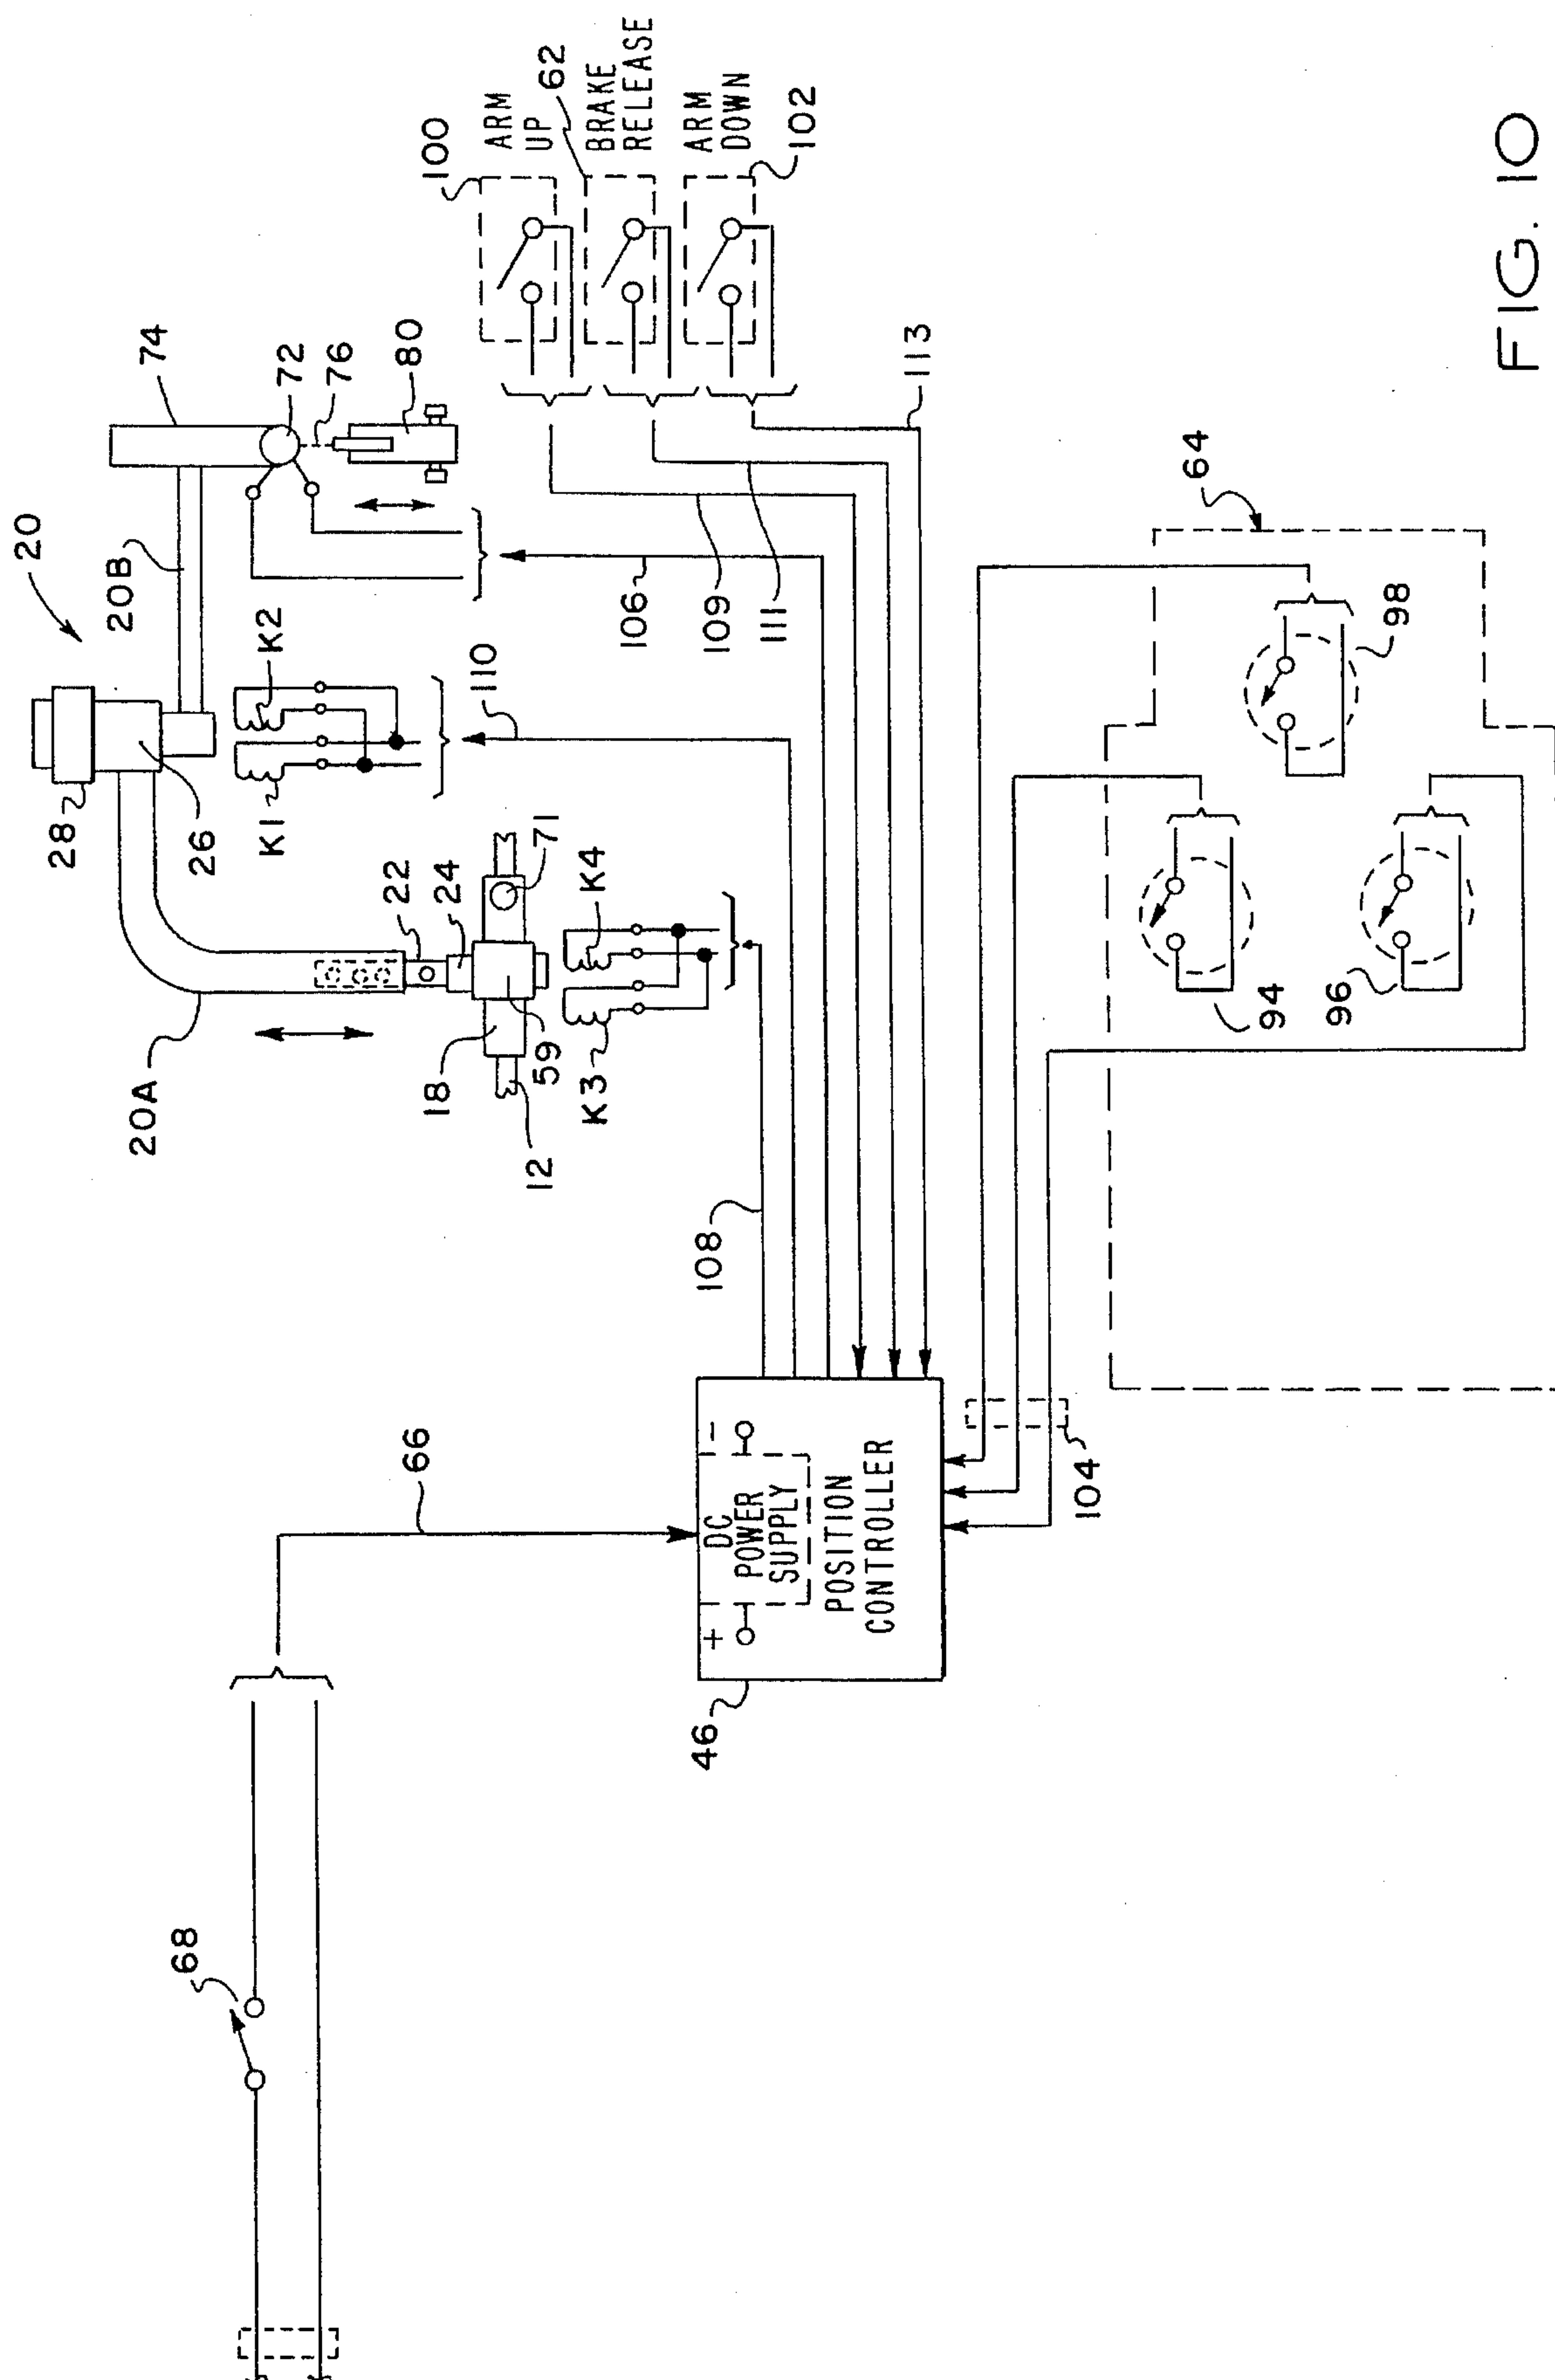 20
74
20B
28
26
K2
K1
72
76
80
20A
22
24
71
18
59
K4
K3
12
110
100
ARM
UP
62
BRAKE
RELEASE
ARM
DOWN
102
113
106
109
111
108
68
66
46
+
-
DC
POWER
SUPPLY
POSITION
CONTROLLER
104
64
98
94
96
FIG. 10